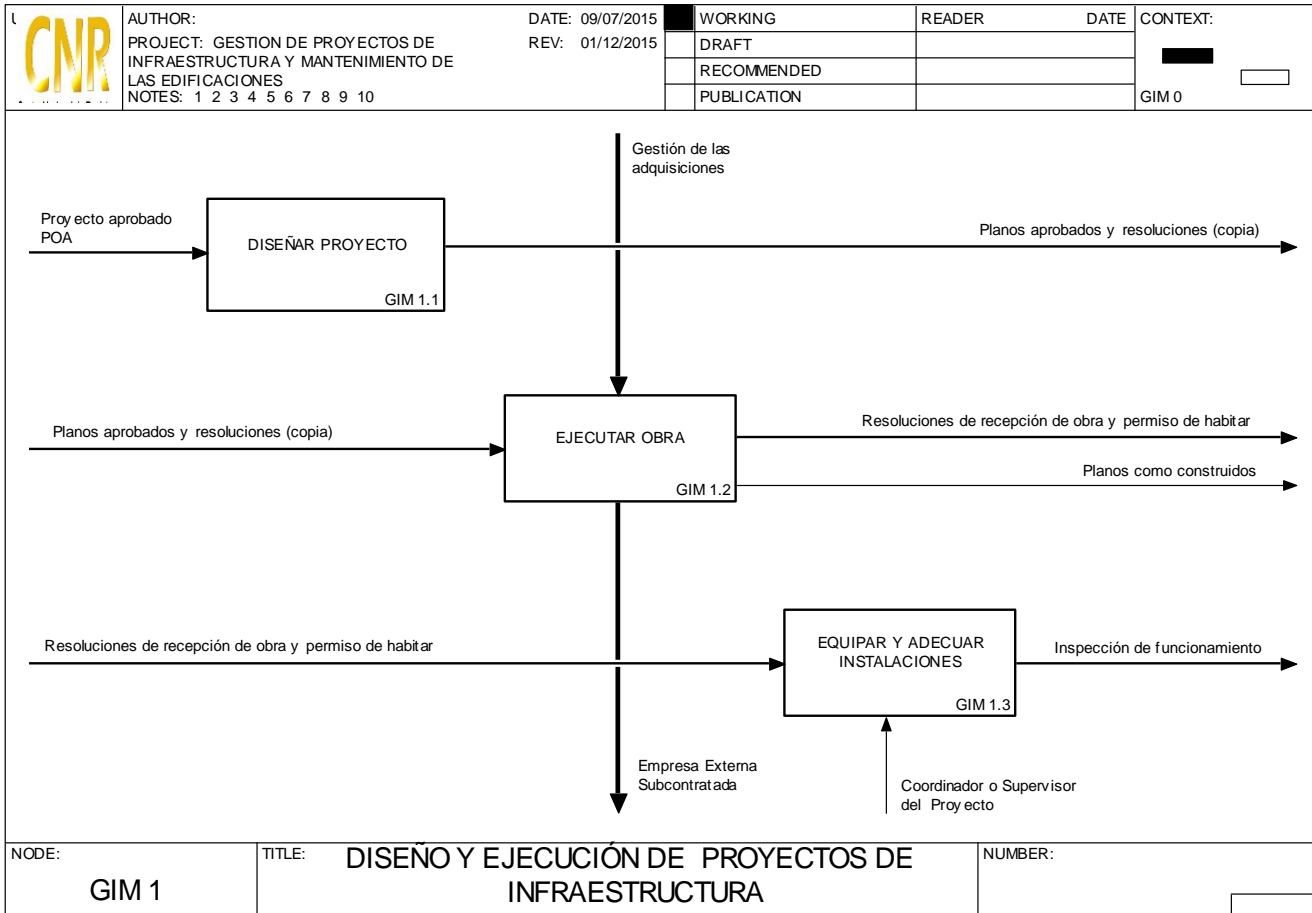 CNR
AUTHOR:
DATE: 09/07/2015
PROJECT: GESTION DE PROYECTOS DE
INFRAESTRUCTURA Y MANTENIMIENTO DE
LAS EDIFICACIONES
REV: 01/12/2015
NOTES: 1 2 3 4 5 6 7 8 9 10
WORKING
DRAFT
RECOMMENDED
PUBLICATION
READER DATE
CONTEXT:
GIM 0
Gestión de las
adquisiciones
Proyecto aprobado
POA
DISEÑAR PROYECTO
GIM 1.1
Planos aprobados y resoluciones (copia)
Planos aprobados y resoluciones (copia)
EJECUTAR OBRA
GIM 1.2
Resoluciones de recepción de obra y permiso de habitar
Planos como construidos
Resoluciones de recepción de obra y permiso de habitar
EQUIPAR Y ADECUAR
INSTALACIONES
GIM 1.3
Inspección de funcionamiento
Empresa Externa
Subcontratada
Coordinador o Supervisor
del Proyecto
NODE:
GIM 1
TITLE:
DISEÑO Y EJECUCIÓN DE PROYECTOS DE
INFRAESTRUCTURA
NUMBER: